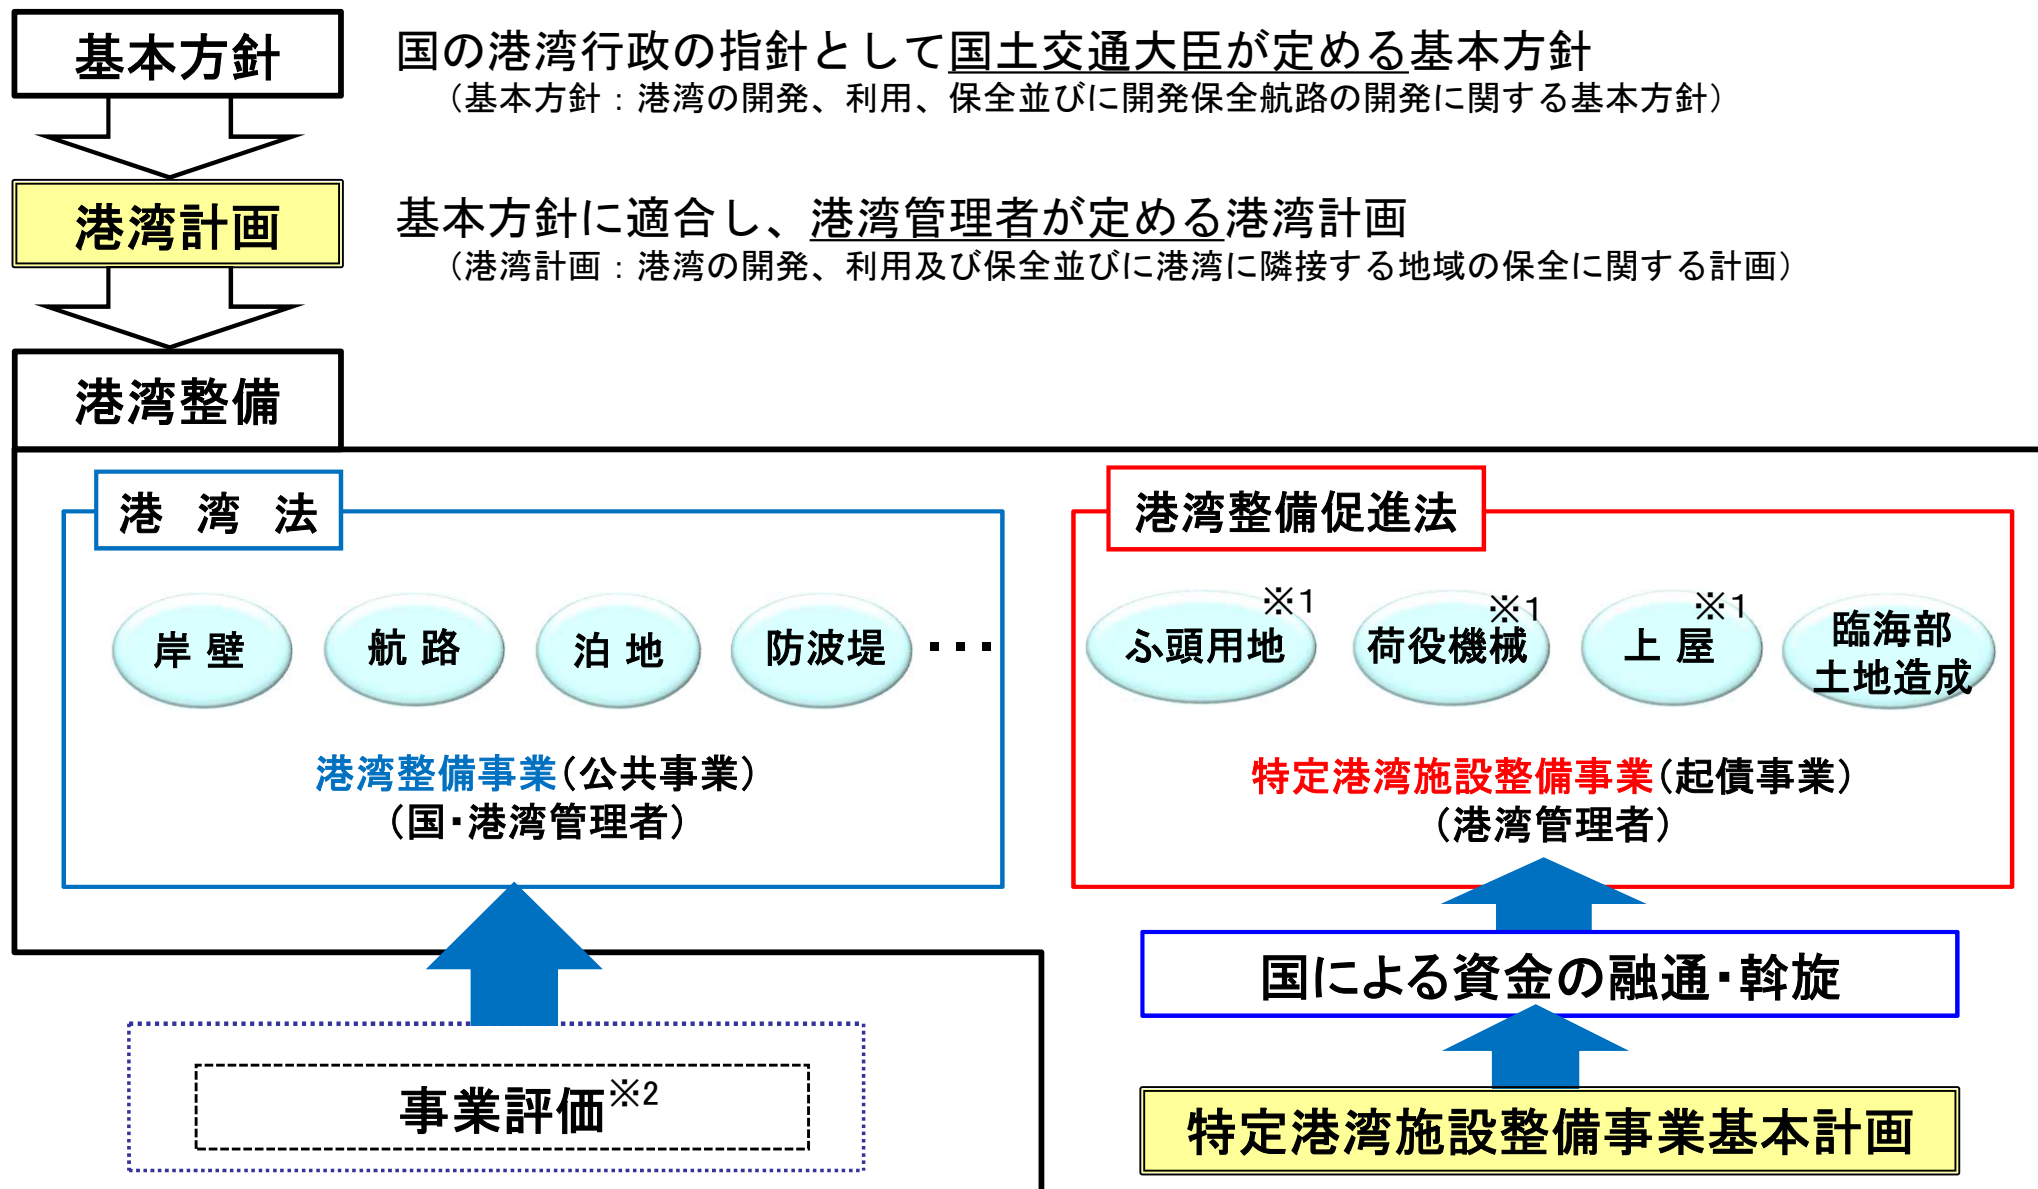 基本方針
国の港湾行政の指針として国土交通大臣が定める基本方針
（基本方針：港湾の開発、利用、保全並びに開発保全航路の開発に関する基本方針）
港湾計画
基本方針に適合し、港湾管理者が定める港湾計画
（港湾計画：港湾の開発、利用及び保全並びに港湾に隣接する地域の保全に関する計画）
港湾整備
港 湾 法
岸 壁
航 路
泊 地
防波堤
・・・
港湾整備事業（公共事業）
（国・港湾管理者）
港湾整備促進法
ふ頭用地※1
荷役機械※1
上 屋※1
臨海部
土地造成
特定港湾施設整備事業（起債事業）
（港湾管理者）
事業評価※2
国による資金の融通・斡旋
特定港湾施設整備事業基本計画